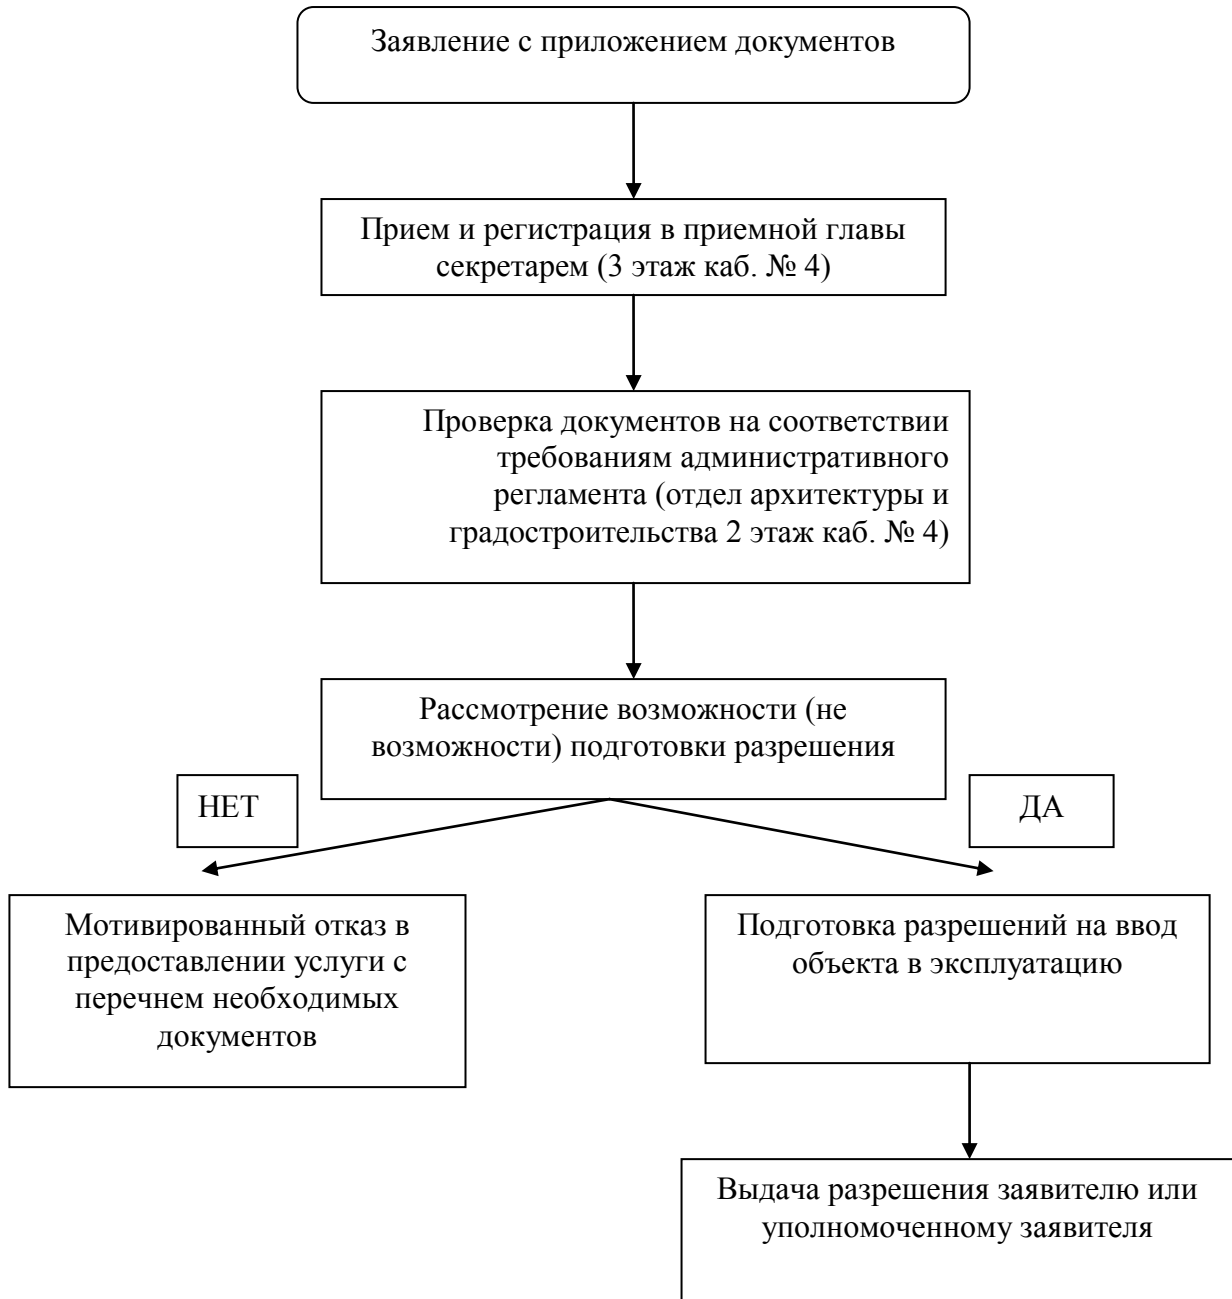 Заявление с приложением документов
Прием и регистрация в приемной главы
секретарем (3 этаж каб. № 4)
Проверка документов на соответствии
требованиям административного
регламента (отдел архитектуры и
градостроительства 2 этаж каб. № 4)
Рассмотрение возможности (не
возможности) подготовки разрешения
НЕТ
ДА
Мотивированный отказ в
предоставлении услуги с
перечнем необходимых
документов
Подготовка разрешений на ввод
объекта в эксплуатацию
Выдача разрешения заявителю или
уполномоченному заявителя